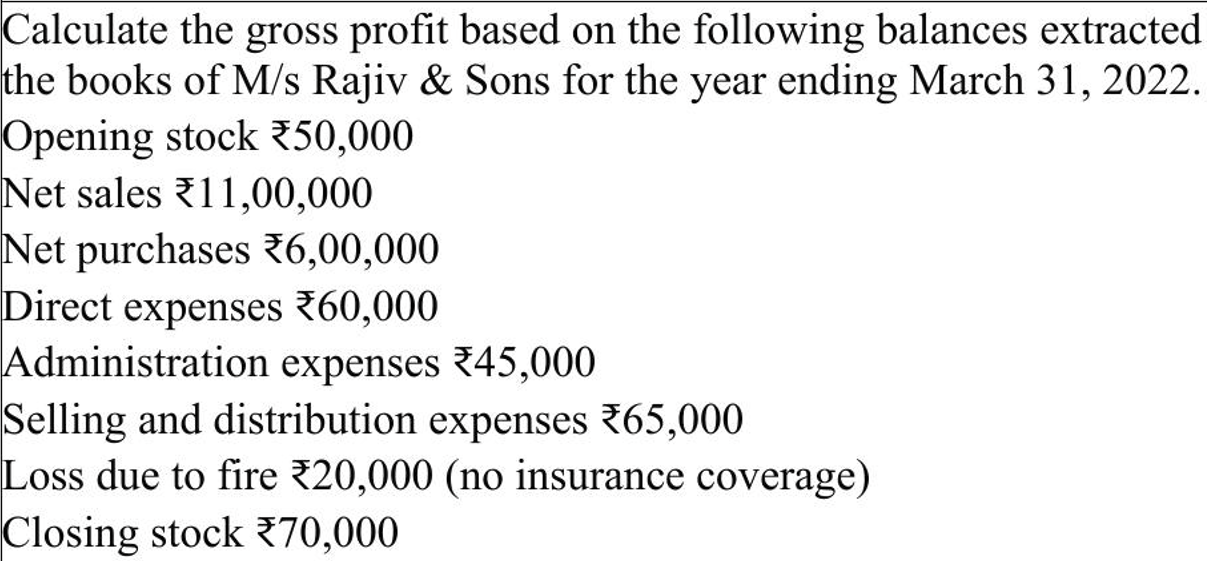 Calculate the gross profit based on the following balances extracted
the books of M/s Rajiv & Sons for the year ending March 31, 2022.
Opening stock ₹50,000
Net sales ₹11,00,000
Net purchases ₹6,00,000
Direct expenses ₹60,000
Administration expenses ₹45,000
Selling and distribution expenses ₹65,000
Loss due to fire ₹20,000 (no insurance coverage)
Closing stock ₹70,000